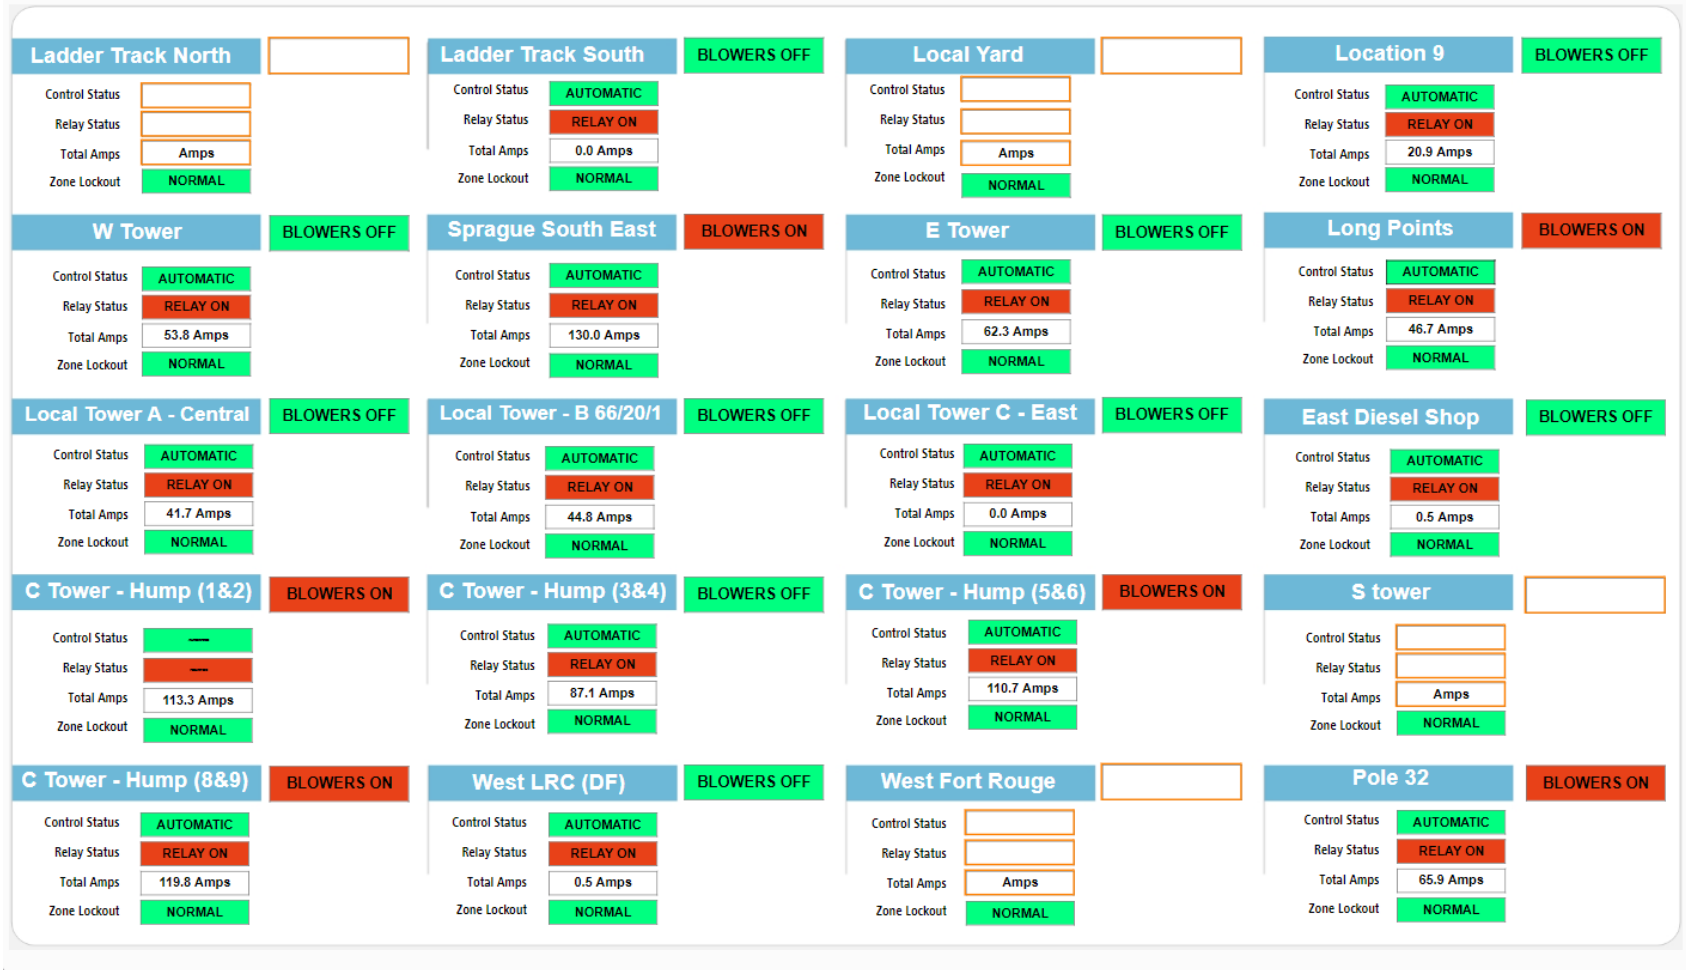 Ladder Track North
Control Status
Relay Status
Total Amps Amps
Zone Lockout NORMAL
Ladder Track South BLOWERS OFF
Control Status AUTOMATIC
Relay Status RELAY ON
Total Amps 0.0 Amps
Zone Lockout NORMAL
Local Yard
Control Status
Relay Status
Total Amps Amps
Zone Lockout NORMAL
Location 9 BLOWERS OFF
Control Status AUTOMATIC
Relay Status RELAY ON
Total Amps 20.9 Amps
Zone Lockout NORMAL
W Tower BLOWERS OFF
Control Status AUTOMATIC
Relay Status RELAY ON
Total Amps 53.8 Amps
Zone Lockout NORMAL
Sprague South East BLOWERS ON
Control Status AUTOMATIC
Relay Status RELAY ON
Total Amps 130.0 Amps
Zone Lockout NORMAL
E Tower BLOWERS OFF
Control Status AUTOMATIC
Relay Status RELAY ON
Total Amps 62.3 Amps
Zone Lockout NORMAL
Long Points BLOWERS ON
Control Status AUTOMATIC
Relay Status RELAY ON
Total Amps 46.7 Amps
Zone Lockout NORMAL
Local Tower A - Central BLOWERS OFF
Control Status AUTOMATIC
Relay Status RELAY ON
Total Amps 41.7 Amps
Zone Lockout NORMAL
Local Tower - B 66/20/1 BLOWERS OFF
Control Status AUTOMATIC
Relay Status RELAY ON
Total Amps 44.8 Amps
Zone Lockout NORMAL
Local Tower C - East BLOWERS OFF
Control Status AUTOMATIC
Relay Status RELAY ON
Total Amps 0.0 Amps
Zone Lockout NORMAL
East Diesel Shop BLOWERS OFF
Control Status AUTOMATIC
Relay Status RELAY ON
Total Amps 0.5 Amps
Zone Lockout NORMAL
C Tower - Hump (1&2) BLOWERS ON
Control Status
Relay Status
Total Amps 113.3 Amps
Zone Lockout NORMAL
C Tower - Hump (3&4) BLOWERS OFF
Control Status AUTOMATIC
Relay Status RELAY ON
Total Amps 87.1 Amps
Zone Lockout NORMAL
C Tower - Hump (5&6) BLOWERS ON
Control Status AUTOMATIC
Relay Status RELAY ON
Total Amps 110.7 Amps
Zone Lockout NORMAL
S tower
Control Status
Relay Status
Total Amps Amps
Zone Lockout NORMAL
C Tower - Hump (8&9) BLOWERS ON
Control Status AUTOMATIC
Relay Status RELAY ON
Total Amps 119.8 Amps
Zone Lockout NORMAL
West LRC (DF) BLOWERS OFF
Control Status AUTOMATIC
Relay Status RELAY ON
Total Amps 0.5 Amps
Zone Lockout NORMAL
West Fort Rouge
Control Status
Relay Status
Total Amps Amps
Zone Lockout NORMAL
Pole 32 BLOWERS ON
Control Status AUTOMATIC
Relay Status RELAY ON
Total Amps 65.9 Amps
Zone Lockout NORMAL